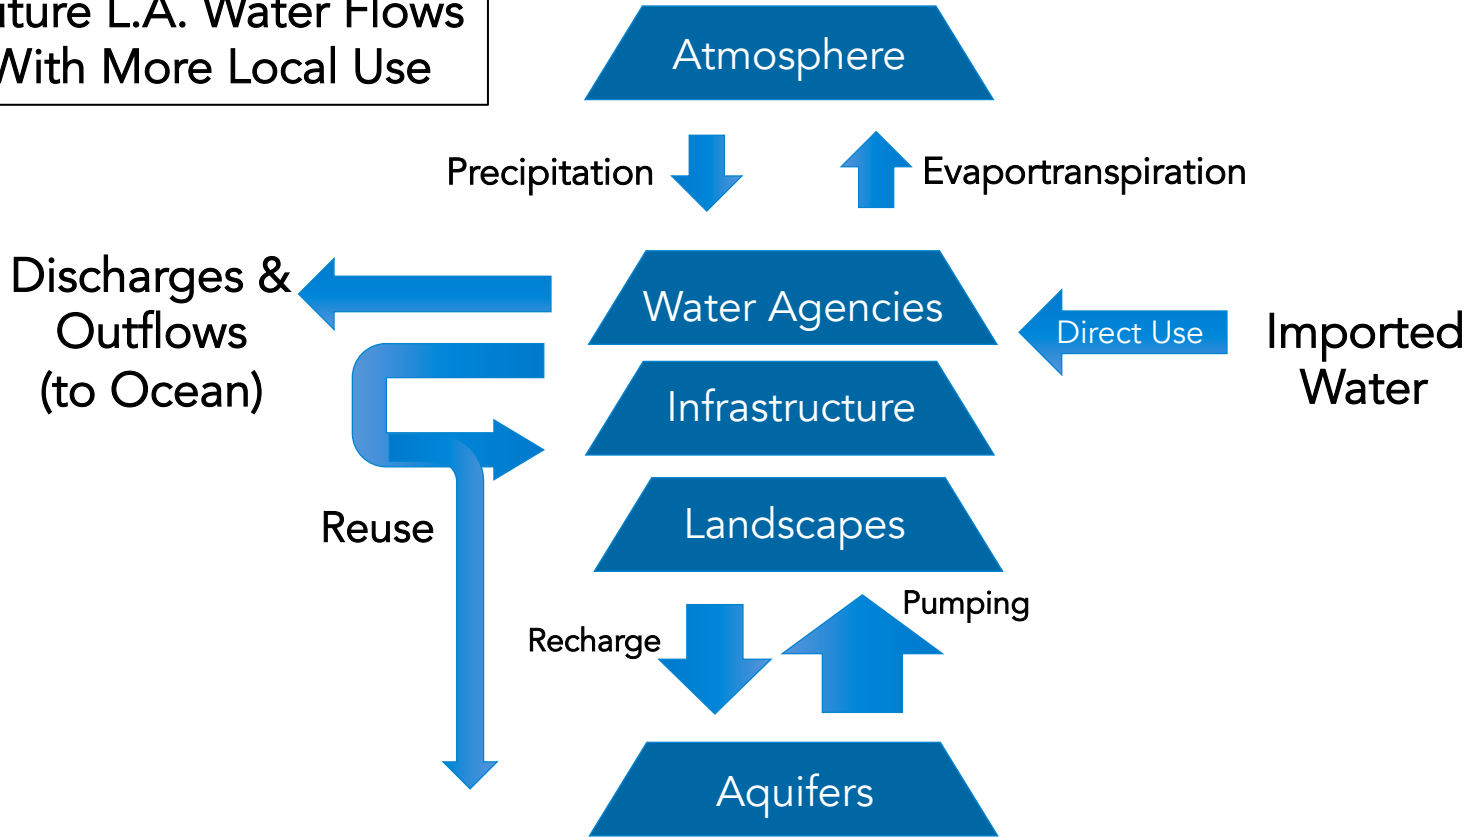 uture L.A. Water Flows
With More Local Use
Atmosphere
Precipitation
Evaportranspiration
Discharges &
Outflows
(to Ocean)
Water Agencies
Direct Use
Imported
Water
Infrastructure
Landscapes
Reuse
Pumping
Recharge
Aquifers